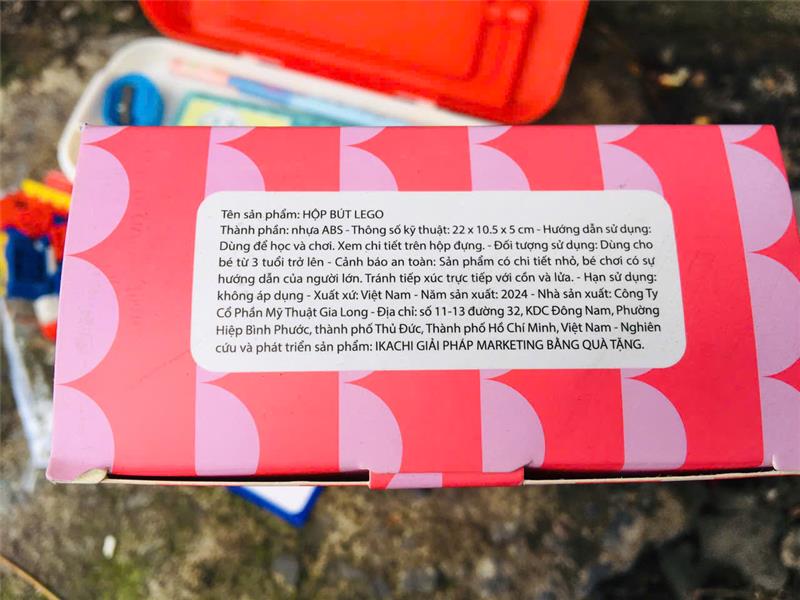 Tên sản phẩm: HỘP BÚT LEGO
Thành phần: nhựa ABS - Thông số kỹ thuật: 22 x 10.5 x 5 cm - Hướng dẫn sử dụng:
Dùng để học và chơi. Xem chi tiết trên hộp đựng. - Đối tượng sử dụng: Dùng cho
bé từ 3 tuổi trở lên - Cảnh báo an toàn: Sản phẩm có chi tiết nhỏ, bé chơi có sự
hướng dẫn của người lớn. Tránh tiếp xúc trực tiếp với cồn và lửa. - Hạn sử dụng:
không áp dụng - Xuất xứ: Việt Nam - Năm sản xuất: 2024 - Nhà sản xuất: Công Ty
Cổ Phần Mỹ Thuật Gia Long - Địa chỉ: số 11-13 đường 32, KDC Đông Nam, Phường
Hiệp Bình Phước, thành phố Thủ Đức, Thành phố Hồ Chí Minh, Việt Nam - Nghiên
cứu và phát triển sản phẩm: IKACHI GIẢI PHÁP MARKETING BẰNG QUÀ TẶNG.